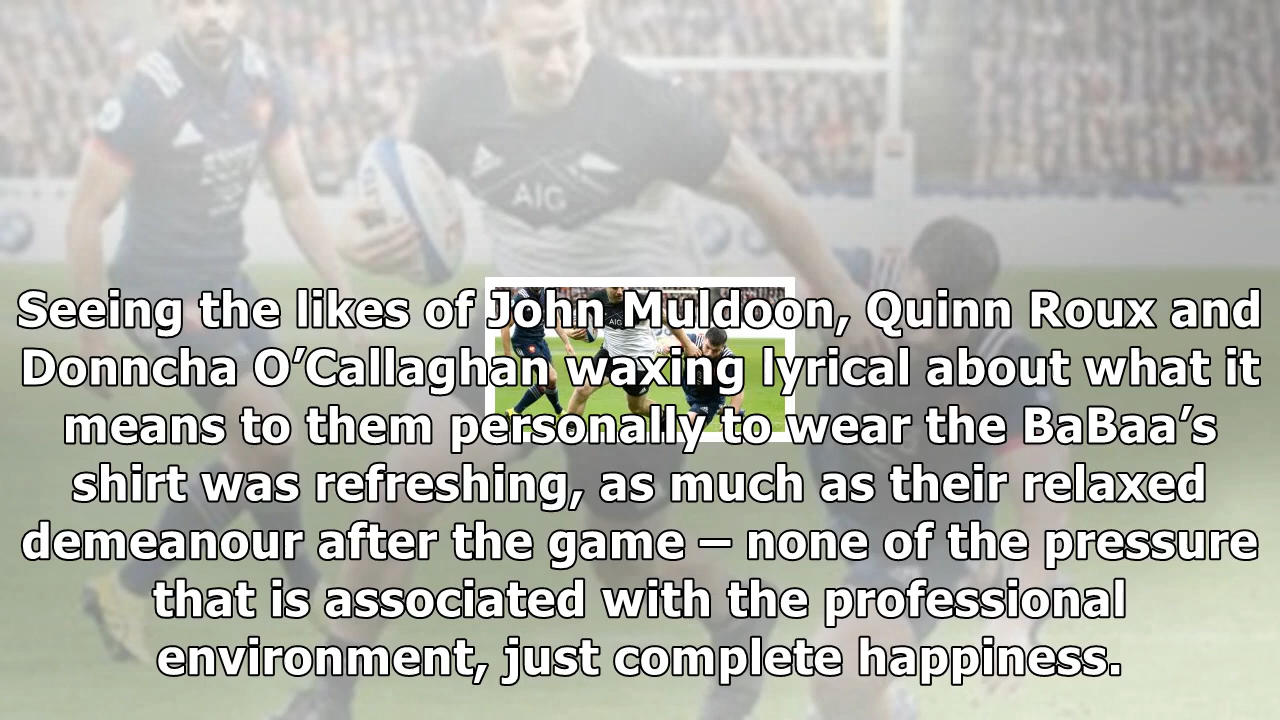 AIG
Seeing the likes of John Muldoon, Quinn Roux and
Donncha O’Callaghan waxing lyrical about what it
means to them personally to wear the BaBaa’s
shirt was refreshing, as much as their relaxed
demeanour after the game – none of the pressure
that is associated with the professional
environment, just complete happiness.